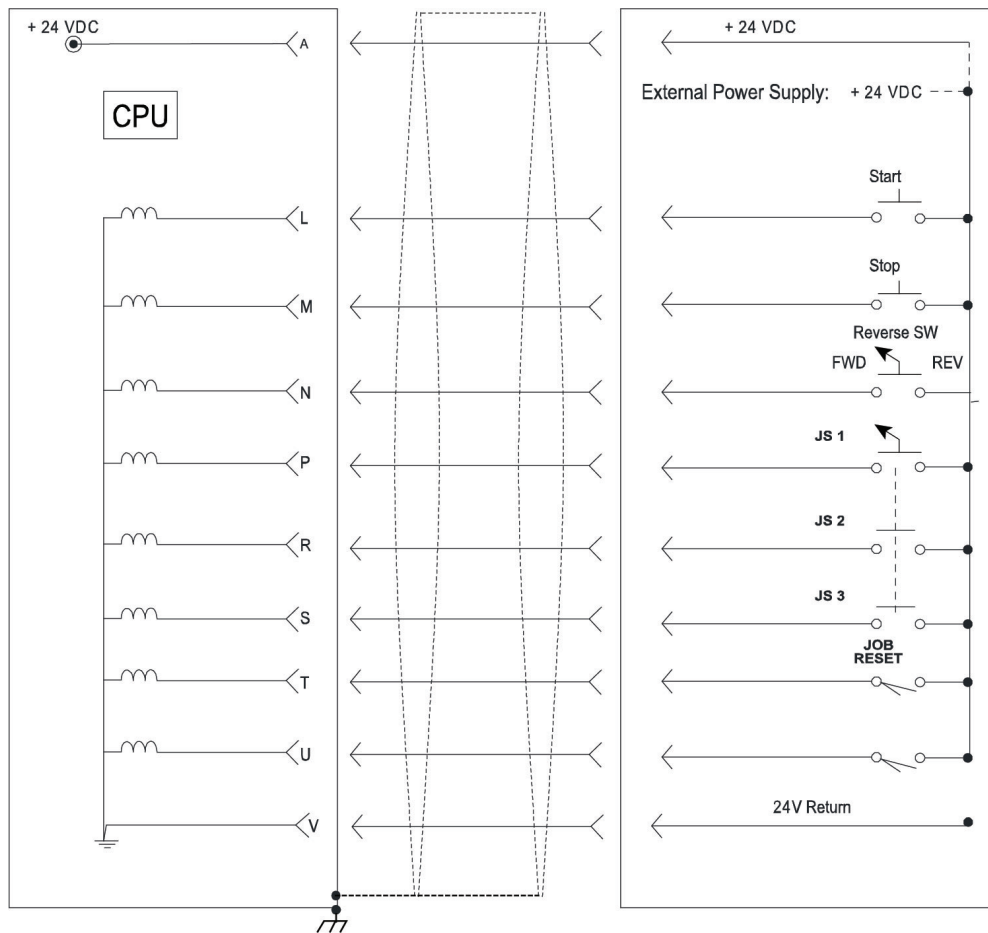 + 24 VDC
A
+ 24 VDC
External Power Supply: + 24 VDC
CPU
Start
L
Stop
M
Reverse SW
FWD REV
N
JS 1
P
JS 2
R
JS 3
S
JOB
RESET
T
U
24V Return
V